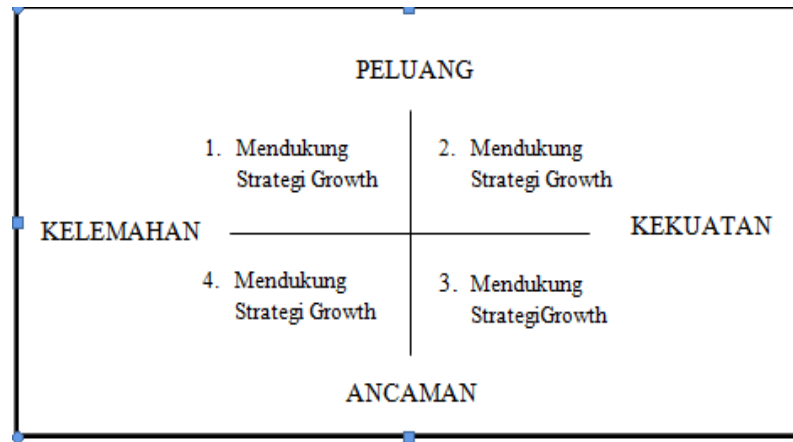 PELUANG
1. Mendukung
Strategi Growth
2. Mendukung
Strategi Growth
KELEMAHAN
KEKUATAN
4. Mendukung
Strategi Growth
3. Mendukung
StrategiGrowth
ANCAMAN